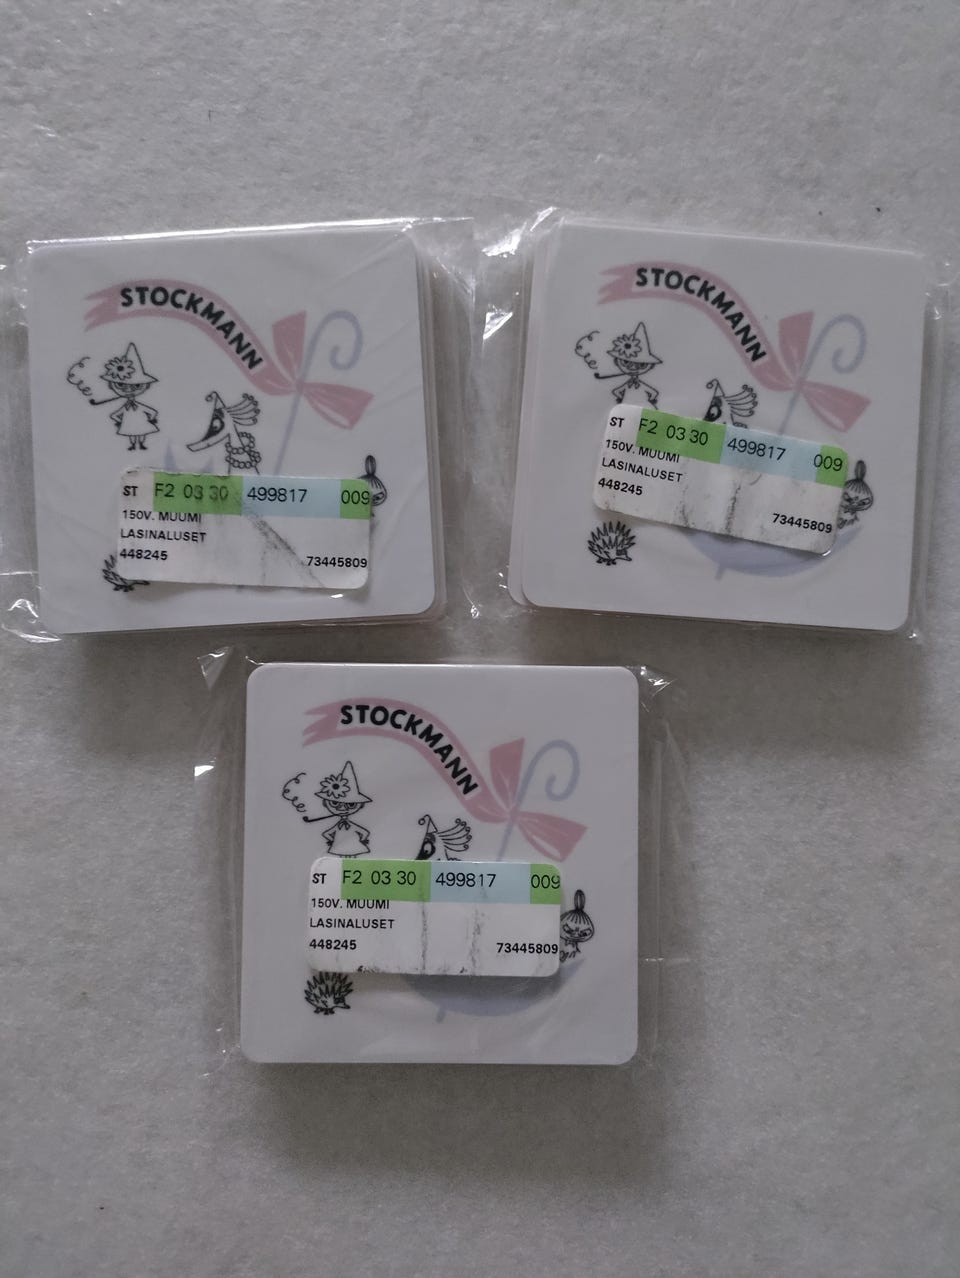 STOCKMANN
ST F2 03 30 499817 009
150V. MUUMI
LASINALUSET
448245 73445809
STOCKMANN
ST F2 03 30 499817 009
150V. MUUMI
LASINALUSET
448245
73445809
STOCKMANN
ST F2 03 30 499817 009
150V. MUUMI
LASINALUSET
448245 73445809